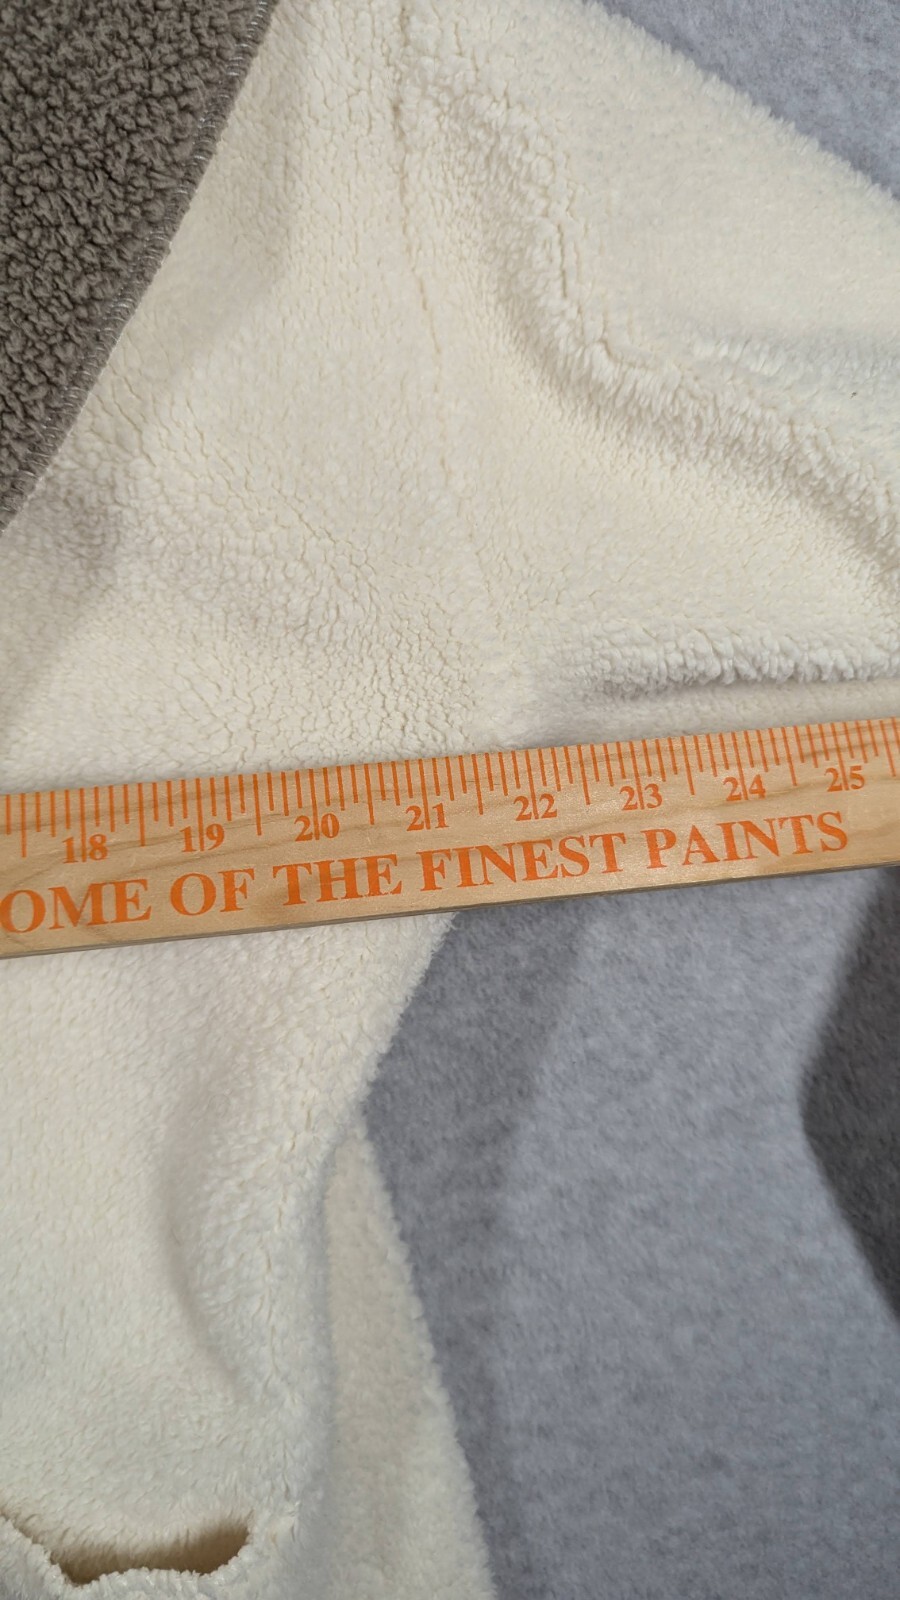 18 19 20 21 22 23 24 25
OME OF THE FINEST PAINTS